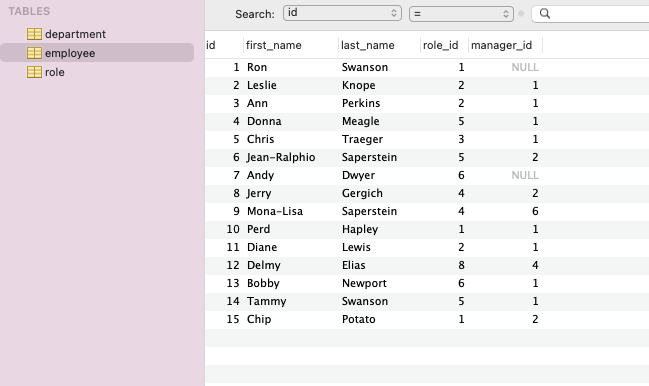 TABLES
department
employee
role
Search: id =
id first_name last_name role_id manager_id
1 Ron Swanson 1 NULL
2 Leslie Knope 2 1
3 Ann Perkins 2 1
4 Donna Meagle 5 1
5 Chris Traeger 3 1
6 Jean-Ralphio Saperstein 5 2
7 Andy Dwyer 6 NULL
8 Jerry Gergich 4 2
9 Mona-Lisa Saperstein 4 6
10 Perd Hapley 1 1
11 Diane Lewis 2 1
12 Delmy Elias 8 4
13 Bobby Newport 6 1
14 Tammy Swanson 5 1
15 Chip Potato 1 2